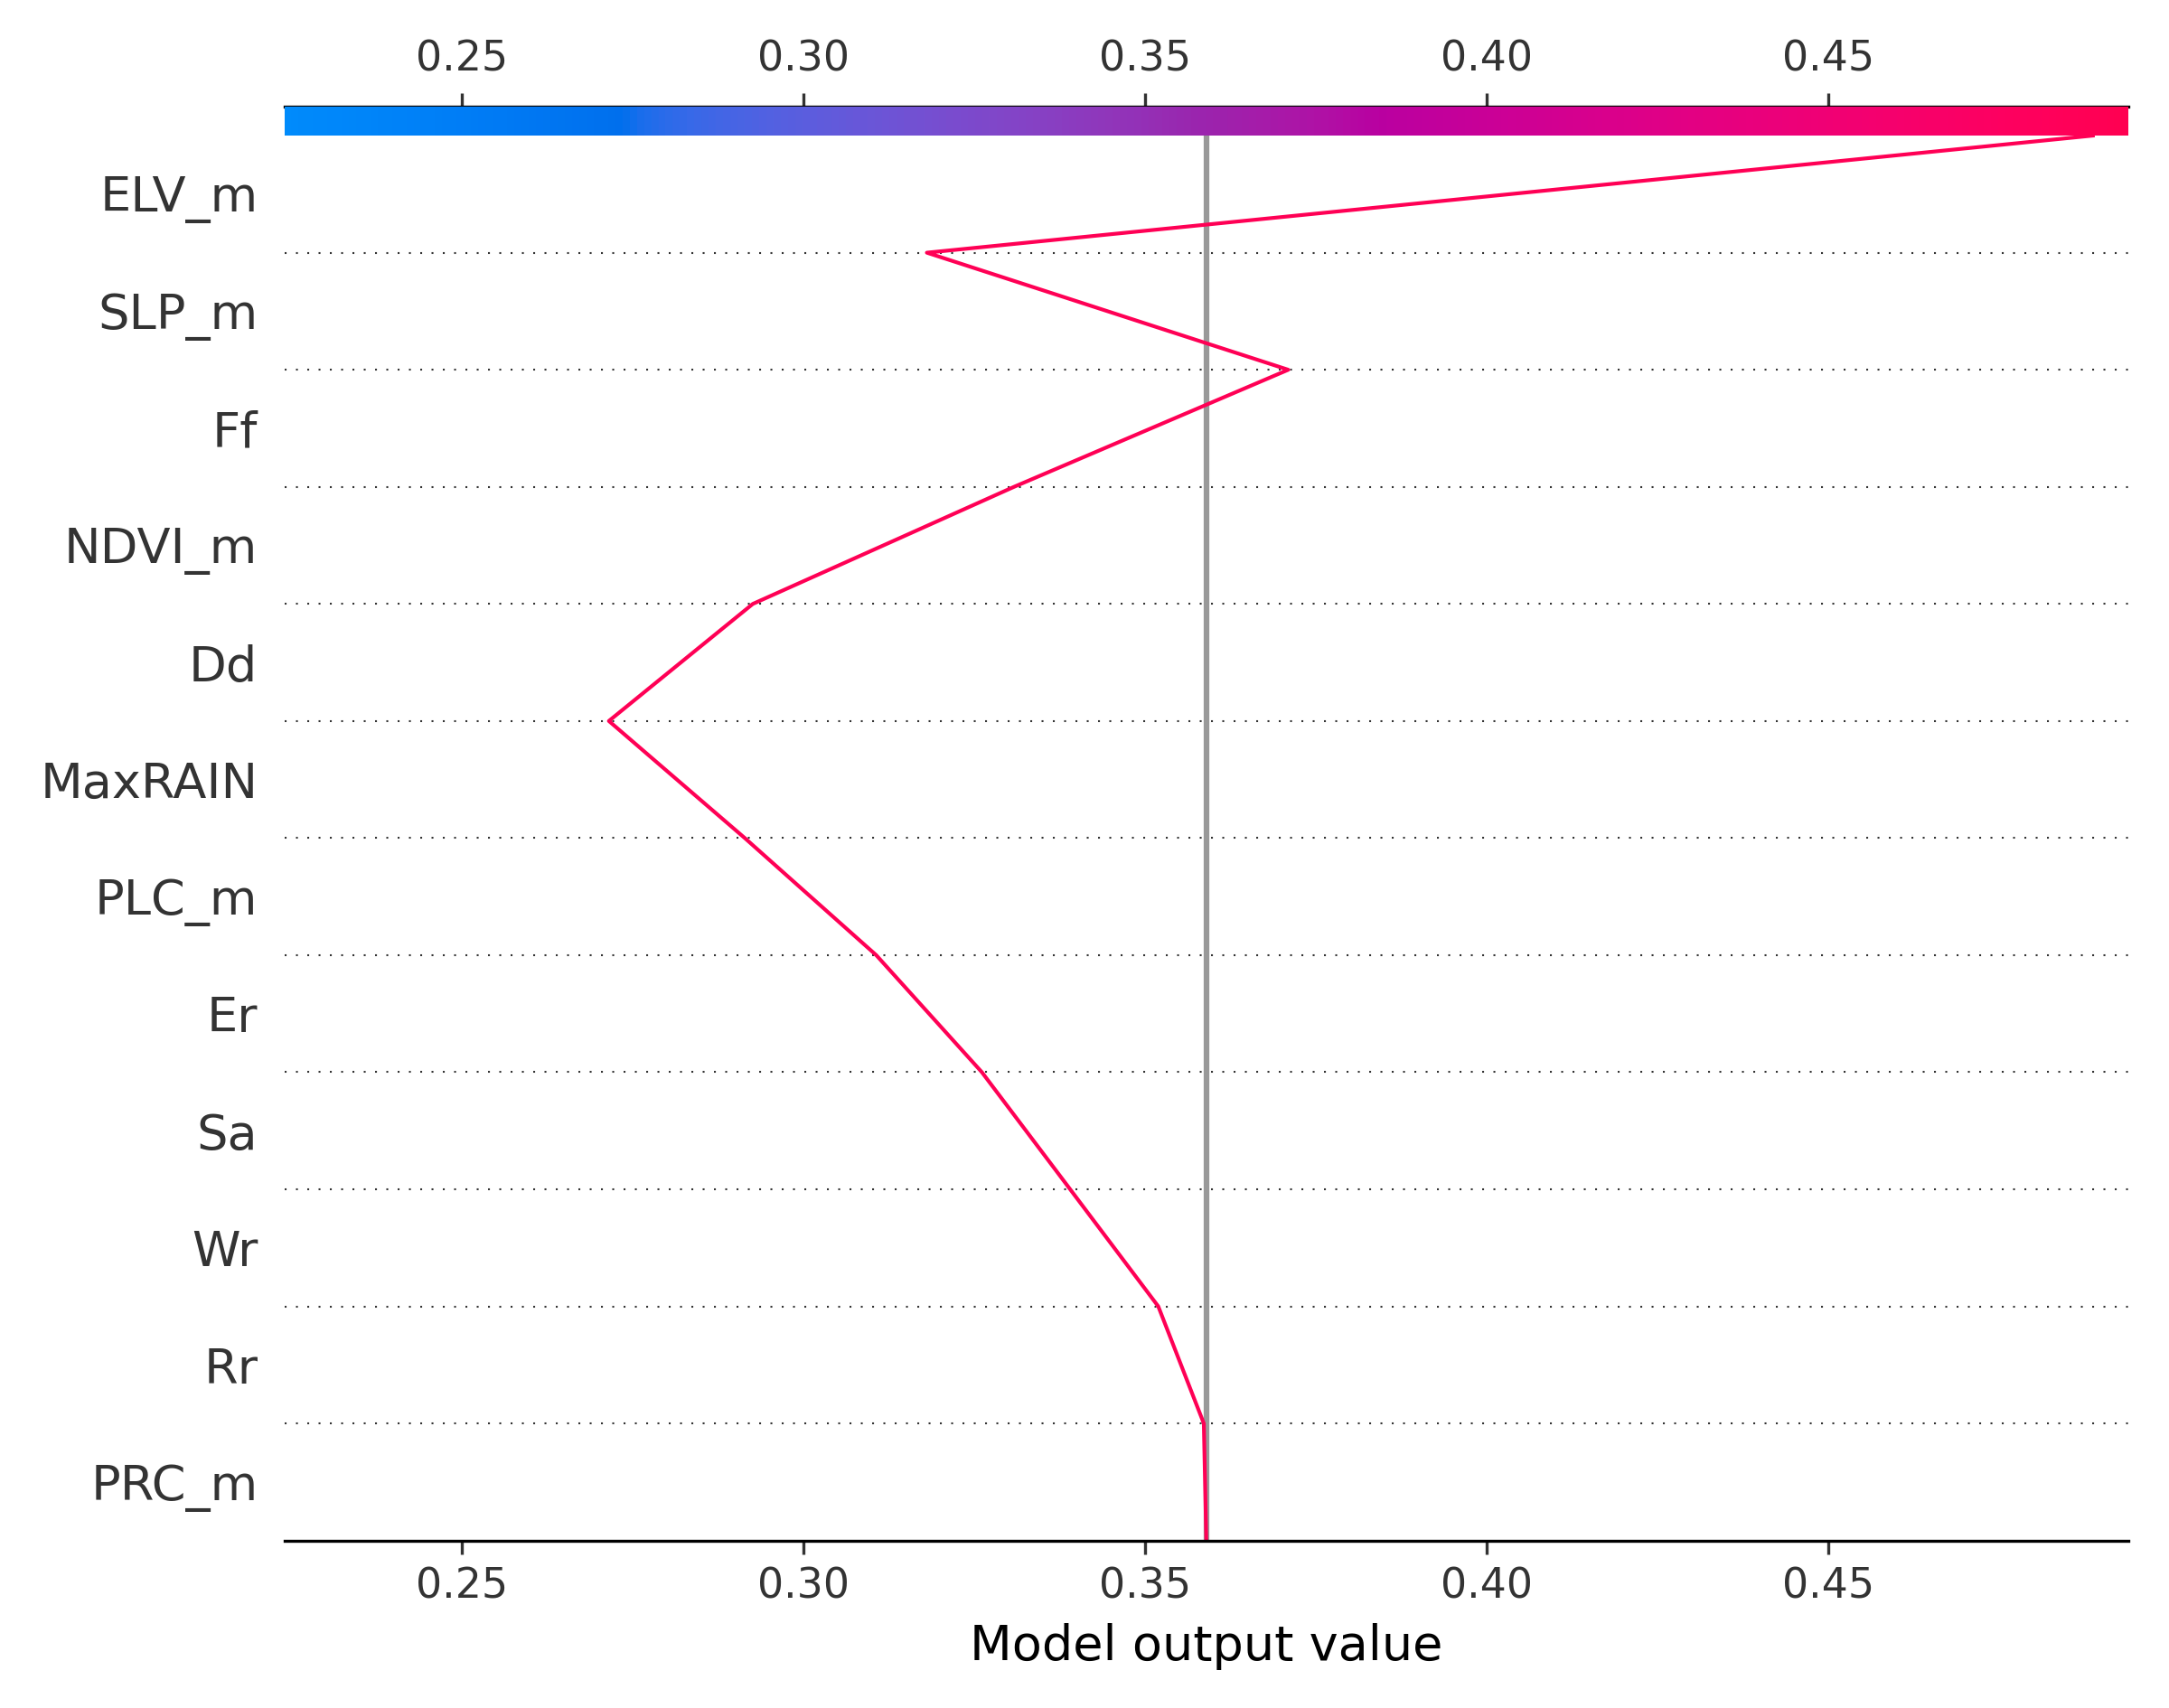 0.25 0.30 0.35 0.40 0.45
ELV_m
SLP_m
Ff
NDVI_m
Dd
MaxRAIN
PLC_m
Er
Sa
Wr
Rr
PRC_m
0.25 0.30 0.35 0.40 0.45
Model output value